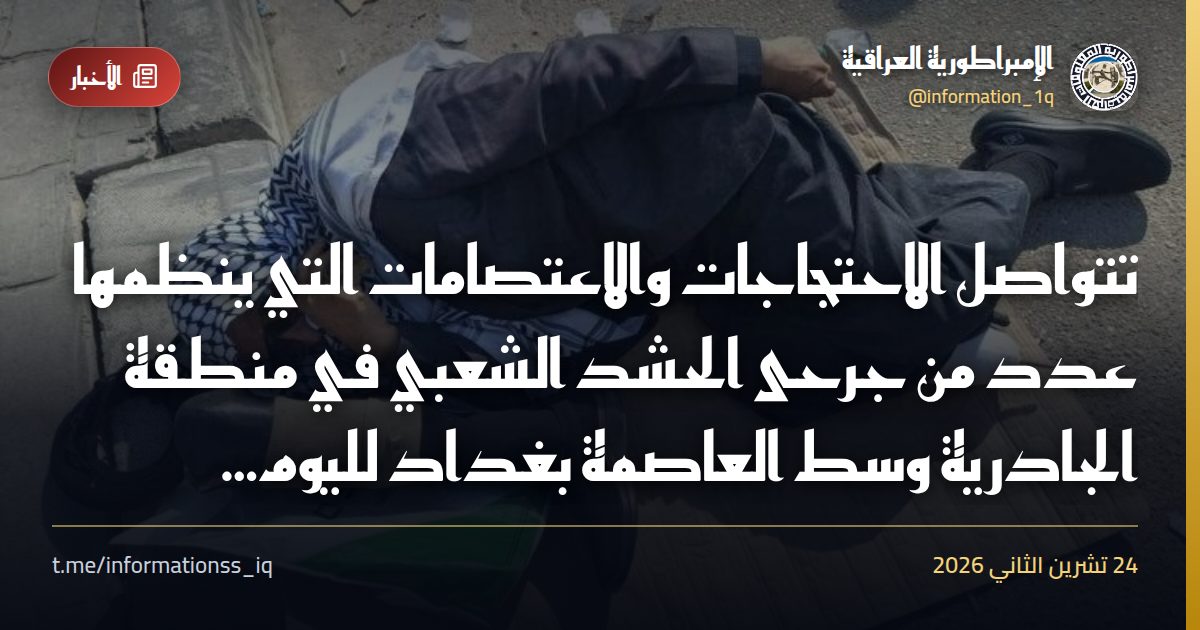 الإمبراطورية العراقية
@information_1q
الأخبار
تتواصل الاحتجاجات والاعتصامات التي ينظمها
عدد من جرحى الحشد الشعبي في منطقة
الجادرية وسط العاصمة بغداد لليوم...
24 تشرين الثاني 2026
t.me/informationss_iq